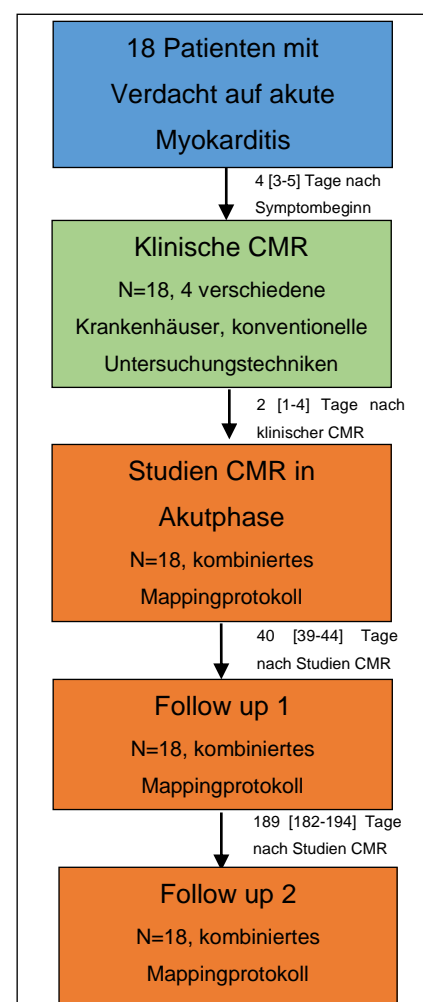 18 Patienten mit
Verdacht auf akute
Myokarditis
4 [3-5] Tage nach
Symptombeginn
Klinische CMR
N=18, 4 verschiedene
Krankenhäuser, konventionelle
Untersuchungstechniken
2 [1-4] Tage nach
klinischer CMR
Studien CMR in
Akutphase
N=18, kombiniertes
Mappingprotokoll
40 [39-44] Tage
nach Studien CMR
Follow up 1
N=18, kombiniertes
Mappingprotokoll
189 [182-194] Tage
nach Studien CMR
Follow up 2
N=18, kombiniertes
Mappingprotokoll